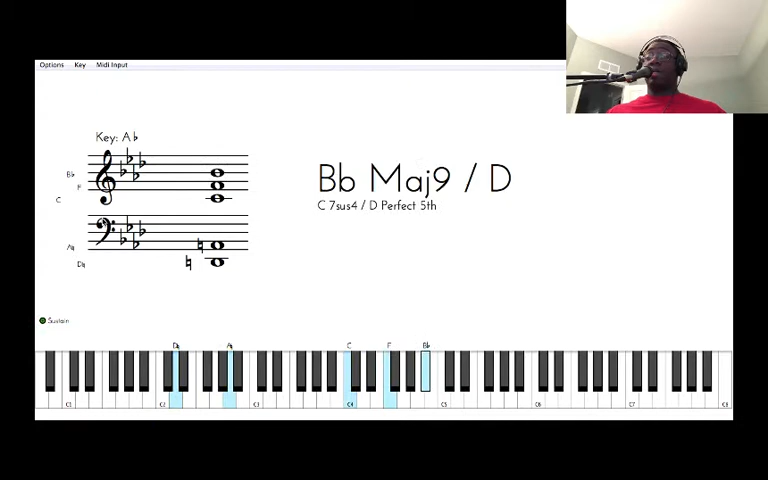 Options Key Midi Input
Key: A♭
Bb Maj9 / D
C 7sus4 / D Perfect 5th
B♭
F
C
A♮
D♮
Sustain
D♮ A♮ C F B♭
C1 C2 C3 C4 C5 C6 C7 C8